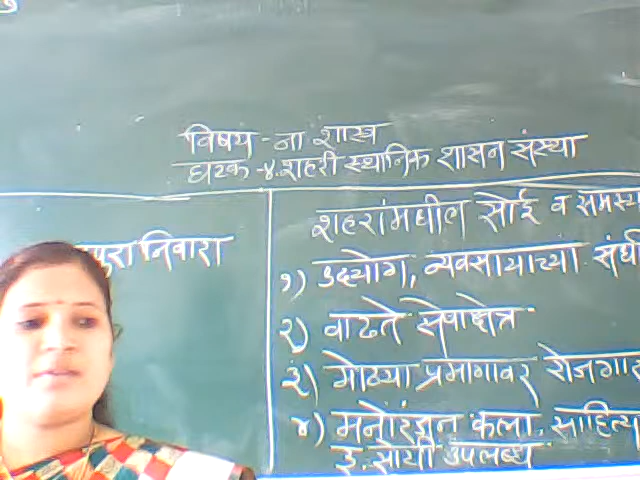 विषय - ना शास्त्र
घटक - ४. शहरी स्थानिक शासन संस्था
पुरा निवारा
शहरांमधील सोई व समस्या
१) उद्योग, व्यवसायाच्या संधी
२) वाढते सेवाक्षेत्र
३) मोठ्या प्रमाणावर रोजगार
४) मनोरंजन, कला, साहित्य
इ. सोयी उपलब्ध